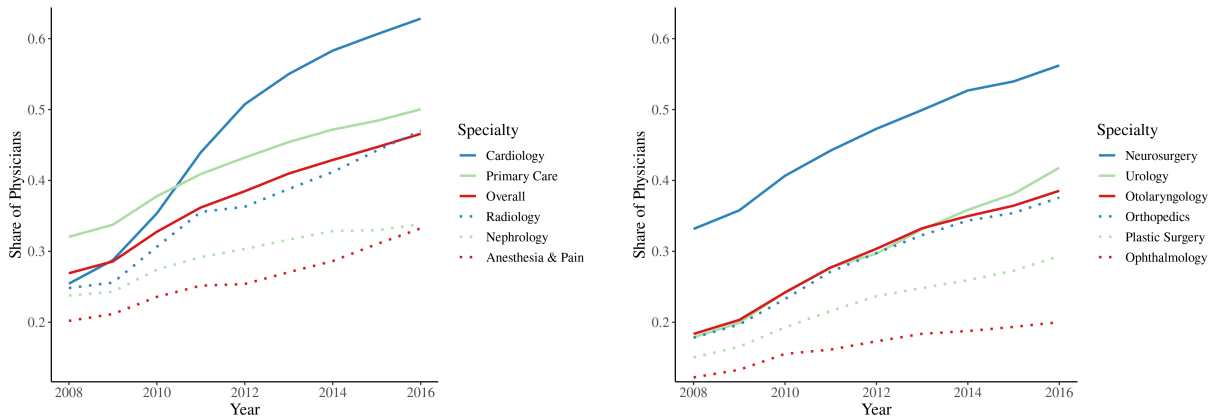 Share of Physicians
0.6
0.5
0.4
0.3
0.2
2008
2010
2012
2014
2016
Year
Specialty
Cardiology
Primary Care
Overall
Radiology
Nephrology
Anesthesia & Pain
Share of Physicians
0.6
0.5
0.4
0.3
0.2
2008
2010
2012
2014
2016
Year
Specialty
Neurosurgery
Urology
Otolaryngology
Orthopedics
Plastic Surgery
Ophthalmology